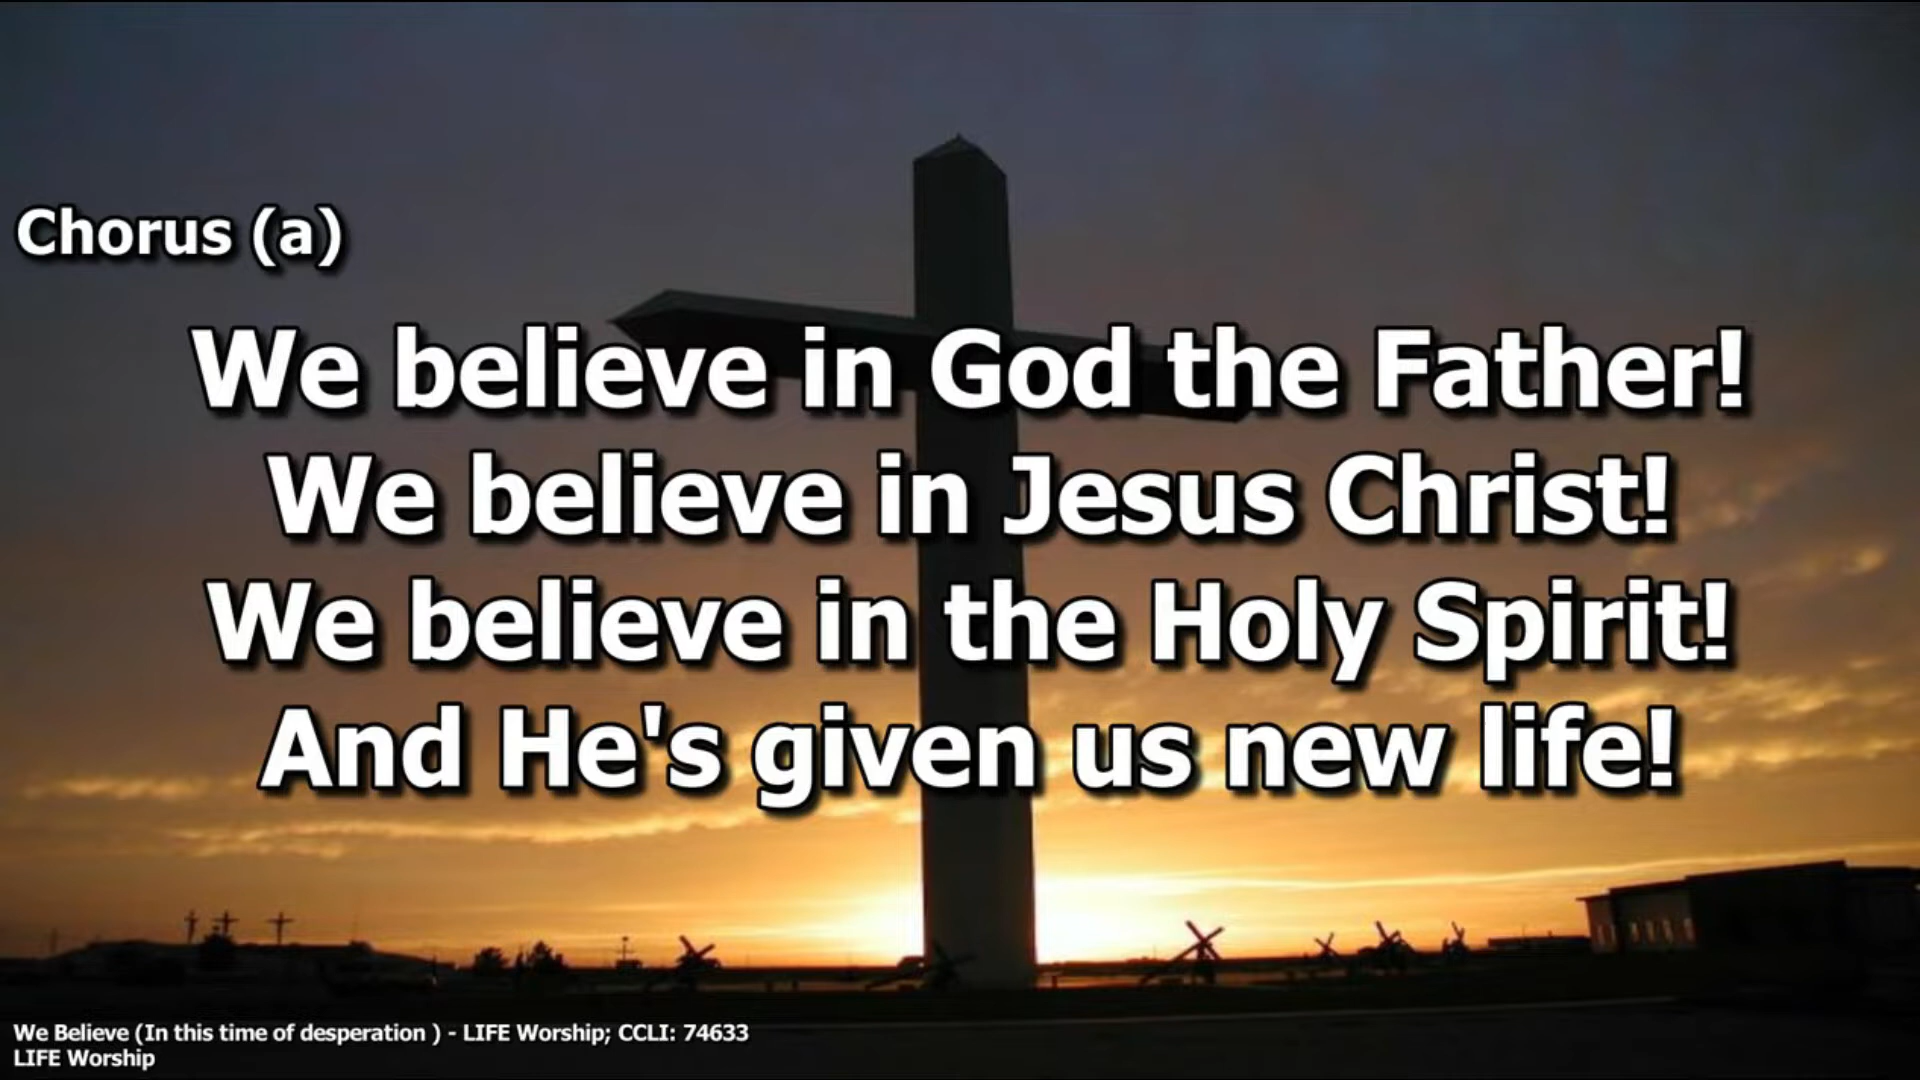 Chorus (a)
We believe in God the Father!
We believe in Jesus Christ!
We believe in the Holy Spirit!
And He's given us new life!
We Believe (In this time of desperation ) - LIFE Worship; CCLI: 74633
LIFE Worship